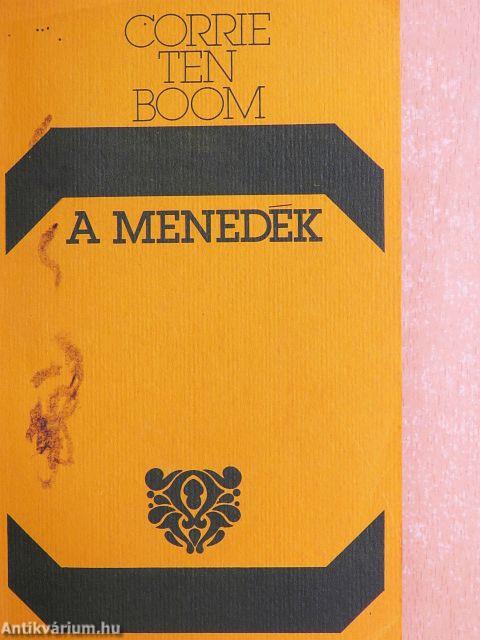 CORRIE
TEN
BOOM
A MENEDÉK
Antikvárium.hu